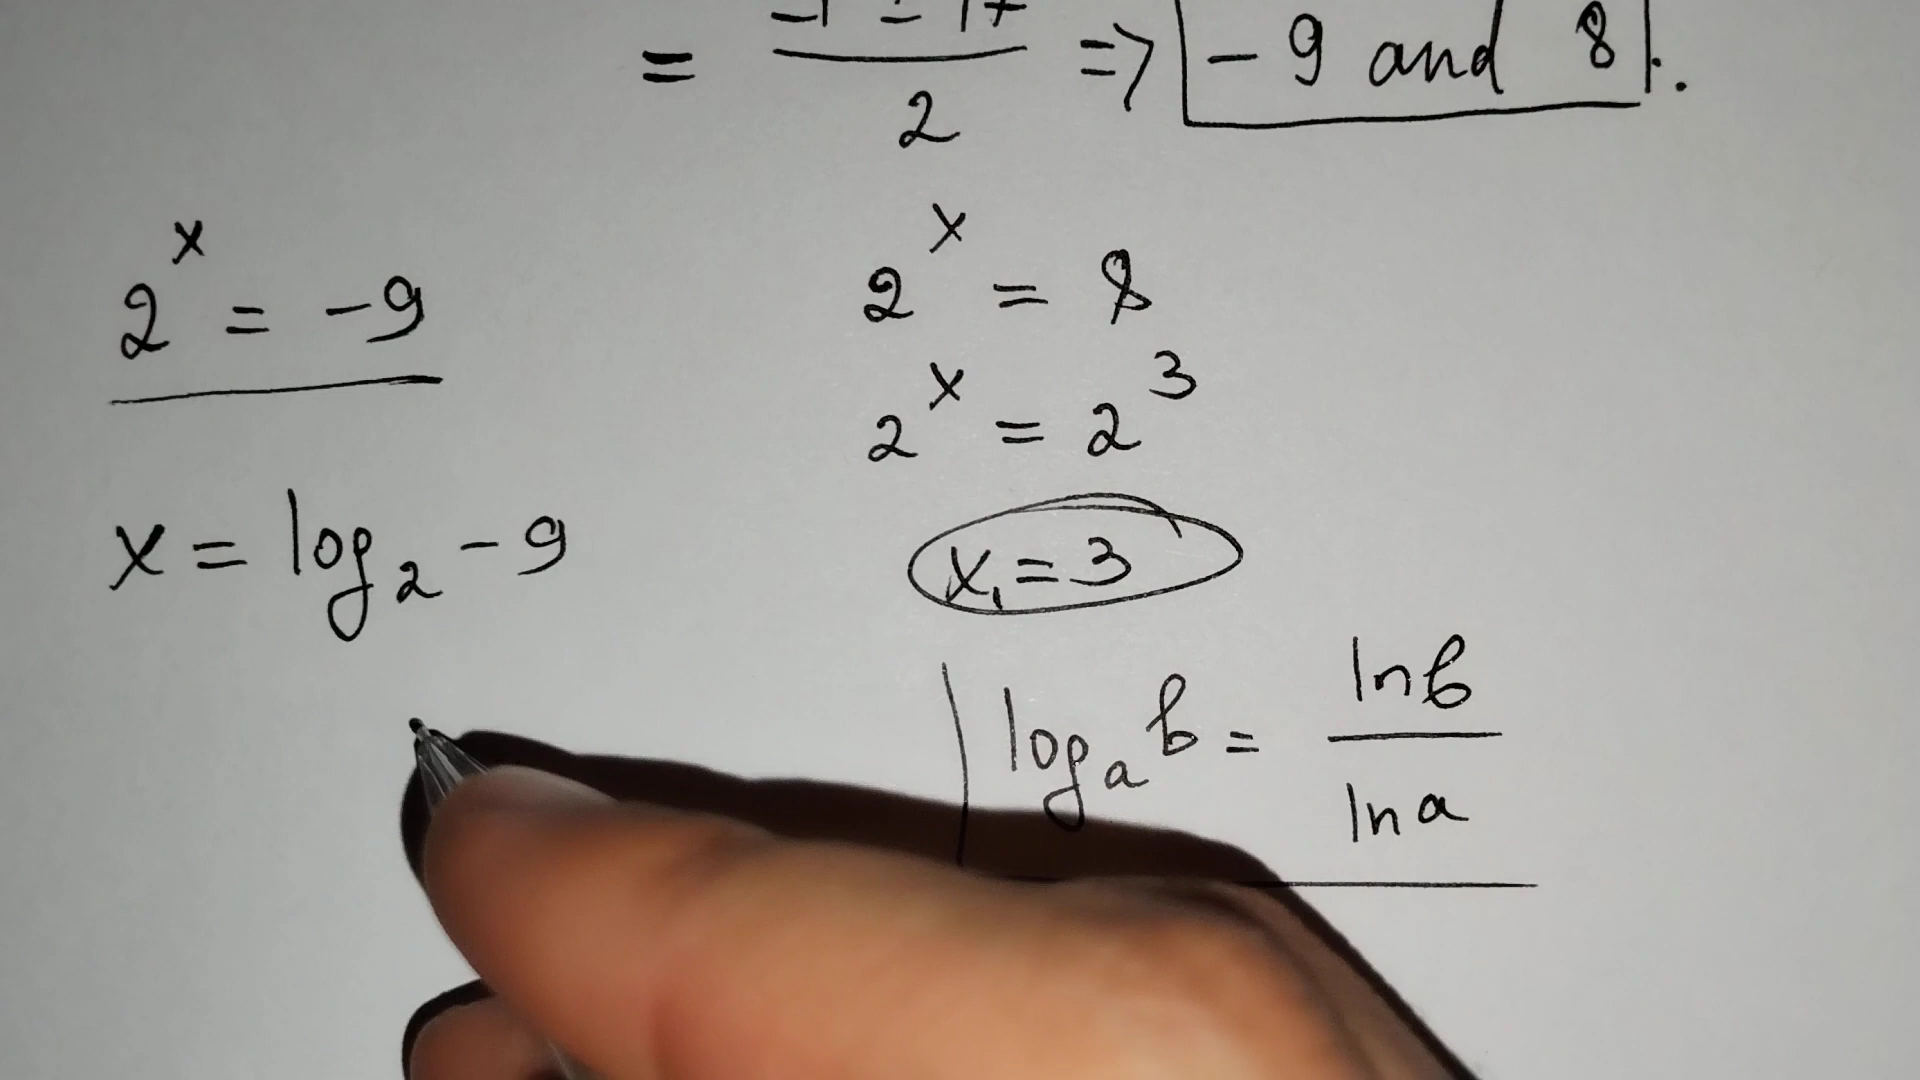 = 2 => -9 and 8.
2^x = -9
2^x = 8
2^x = 2^3
x = log_2 -9
x_1 = 3
log_a b = ln b / ln a